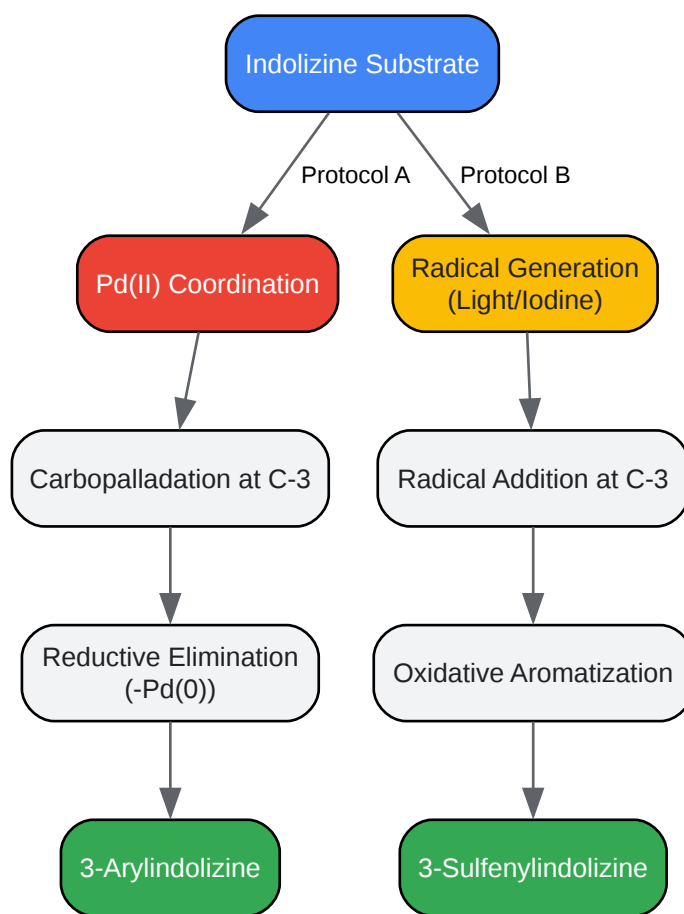 Indolizine Substrate
Protocol A
Protocol B
Pd(II) Coordination
Radical Generation
(Light/Iodine)
Carbopalladation at C-3
Radical Addition at C-3
Reductive Elimination
(-Pd(0))
Oxidative Aromatization
3-Arylindolizine
3-Sulfenylindolizine